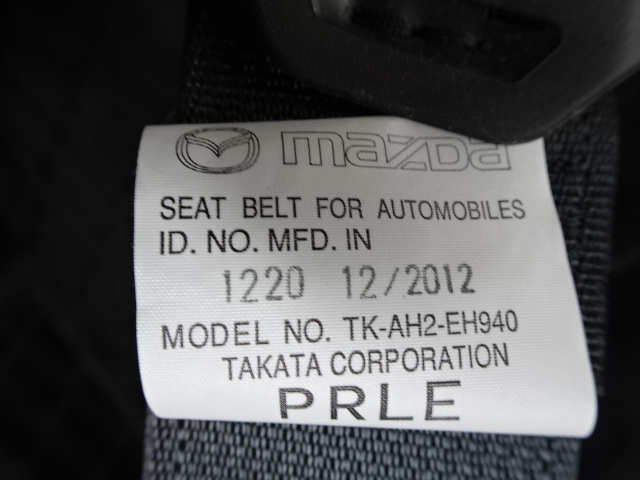 mazda
SEAT BELT FOR AUTOMOBILES
ID. NO. MFD. IN
1220 12/2012
MODEL NO. TK-AH2-EH940
TAKATA CORPORATION
PRLE